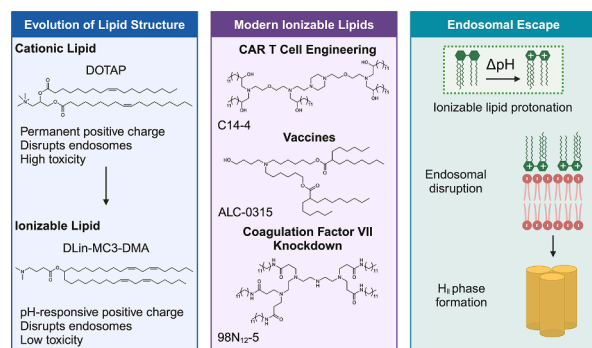 Evolution of Lipid Structure
Cationic Lipid
DOTAP
Permanent positive charge
Disrupts endosomes
High toxicity
Ionizable Lipid
DLin-MC3-DMA
pH-responsive positive charge
Disrupts endosomes
Low toxicity
Modern Ionizable Lipids
CAR T Cell Engineering
C14-4
Vaccines
ALC-0315
Coagulation Factor VII
Knockdown
98N₁₂-5
Endosomal Escape
ΔpH
Ionizable lipid protonation
Endosomal
disruption
H_II phase
formation